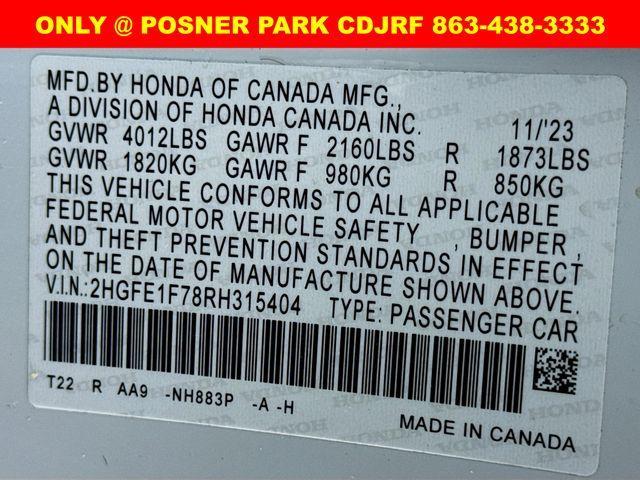 ONLY @ POSNER PARK CDJRF 863-438-3333
MFD.BY HONDA OF CANADA MFG.,
A DIVISION OF HONDA CANADA INC. 11/'23
GVWR 4012LBS GAWR F 2160LBS R 1873LBS
GVWR 1820KG GAWR F 980KG R 850KG
THIS VEHICLE CONFORMS TO ALL APPLICABLE
FEDERAL MOTOR VEHICLE SAFETY , BUMPER ,
AND THEFT PREVENTION STANDARDS IN EFFECT
ON THE DATE OF MANUFACTURE SHOWN ABOVE.
V.I.N.:2HGFE1F78RH315404 TYPE: PASSENGER CAR
T22 R AA9 -NH883P -A -H
MADE IN CANADA